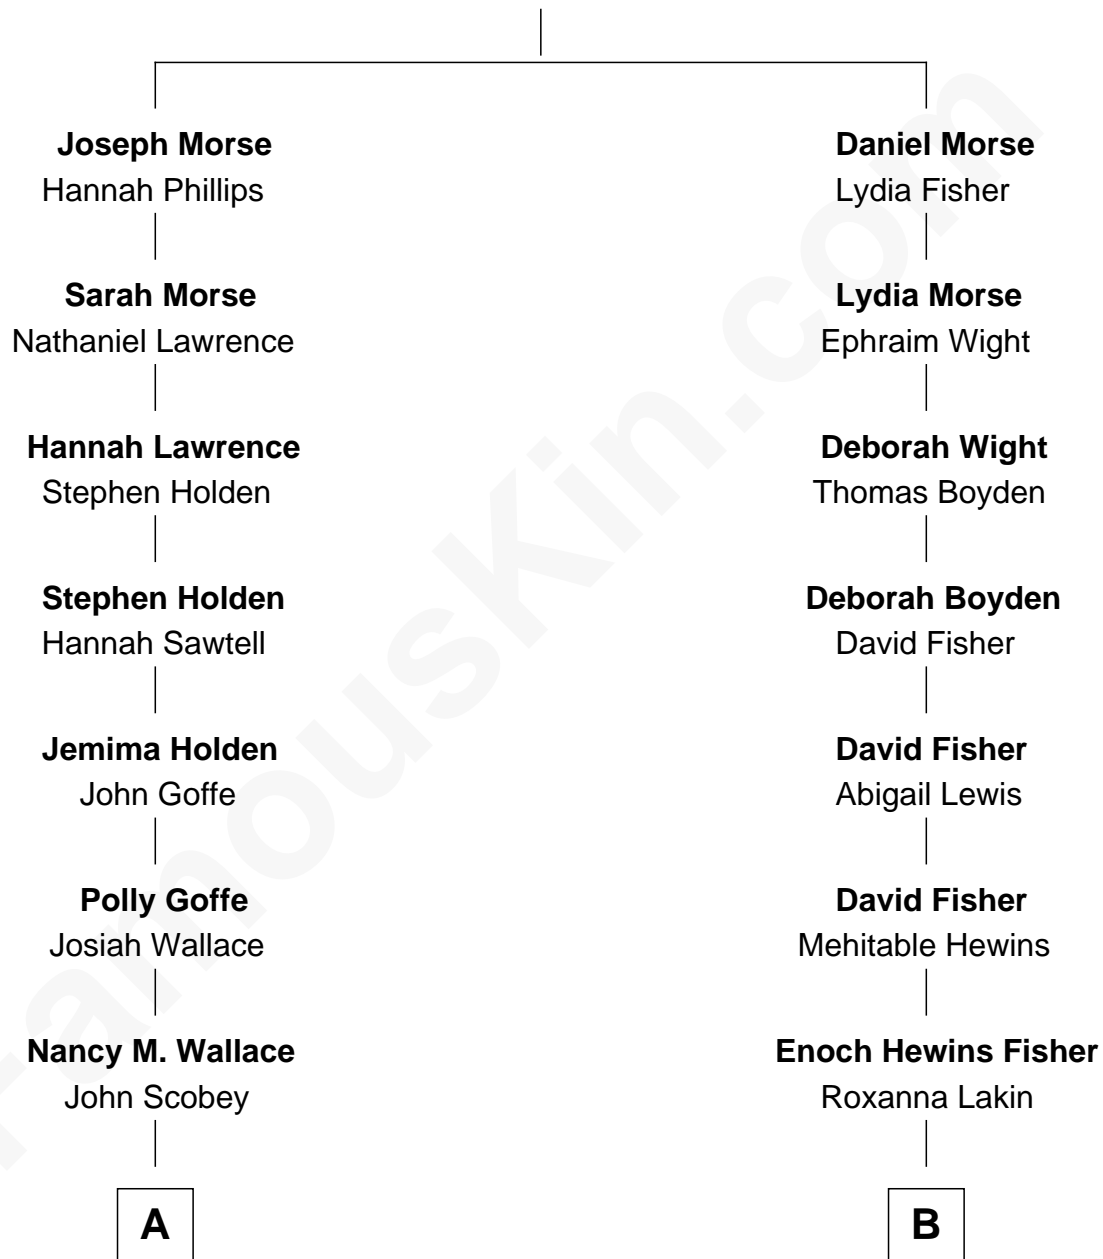 Joseph Morse
Hannah Phillips
Sarah Morse
Nathaniel Lawrence
Hannah Lawrence
Stephen Holden
Stephen Holden
Hannah Sawtell
Jemima Holden
John Goffe
Polly Goffe
Josiah Wallace
Nancy M. Wallace
John Scobey
A
Daniel Morse
Lydia Fisher
Lydia Morse
Ephraim Wight
Deborah Wight
Thomas Boyden
Deborah Boyden
David Fisher
David Fisher
Abigail Lewis
David Fisher
Mehitable Hewins
Enoch Hewins Fisher
Roxanna Lakin
B
FamousKin.com